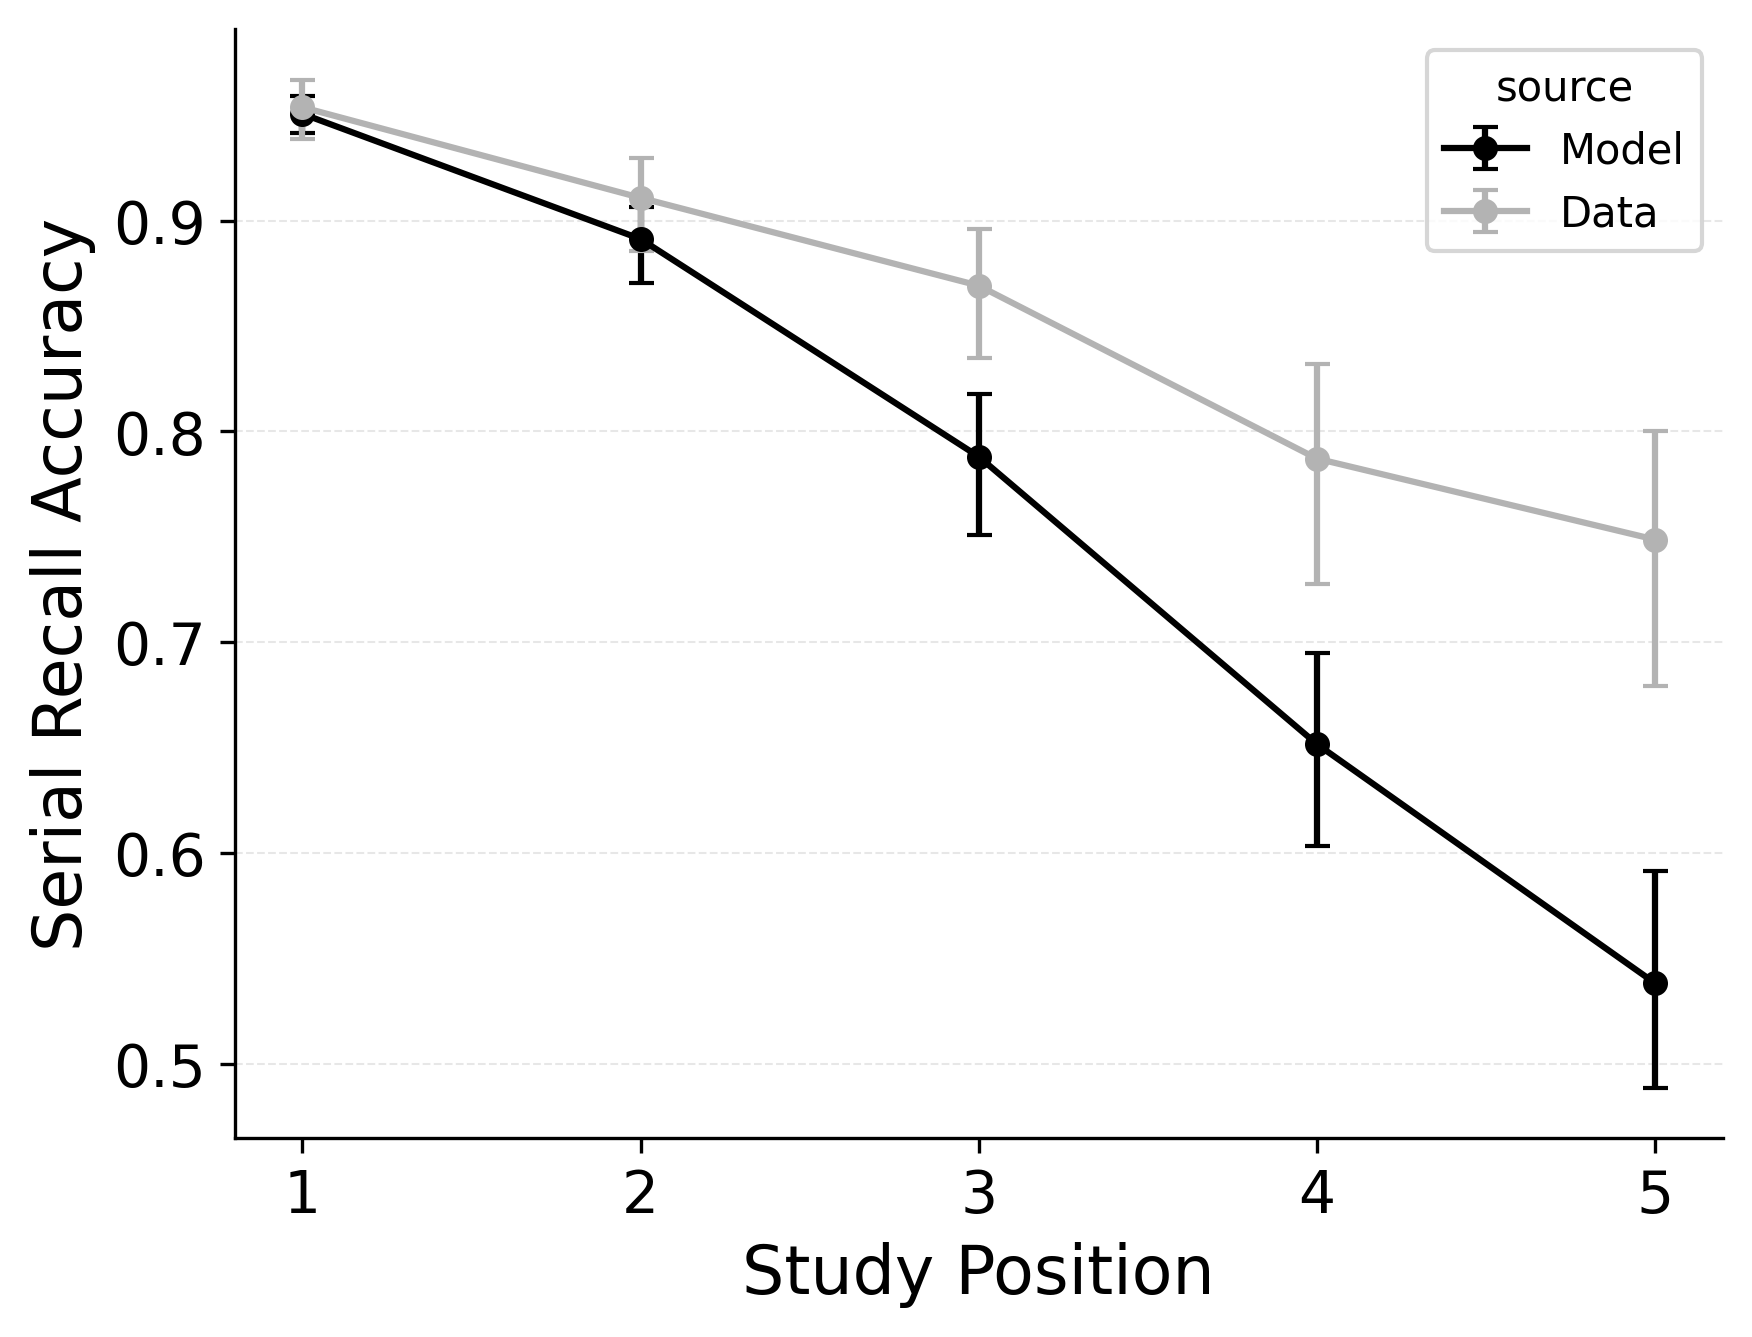 source
Model
Data
Serial Recall Accuracy
0.9
0.8
0.7
0.6
0.5
1 2 3 4 5
Study Position